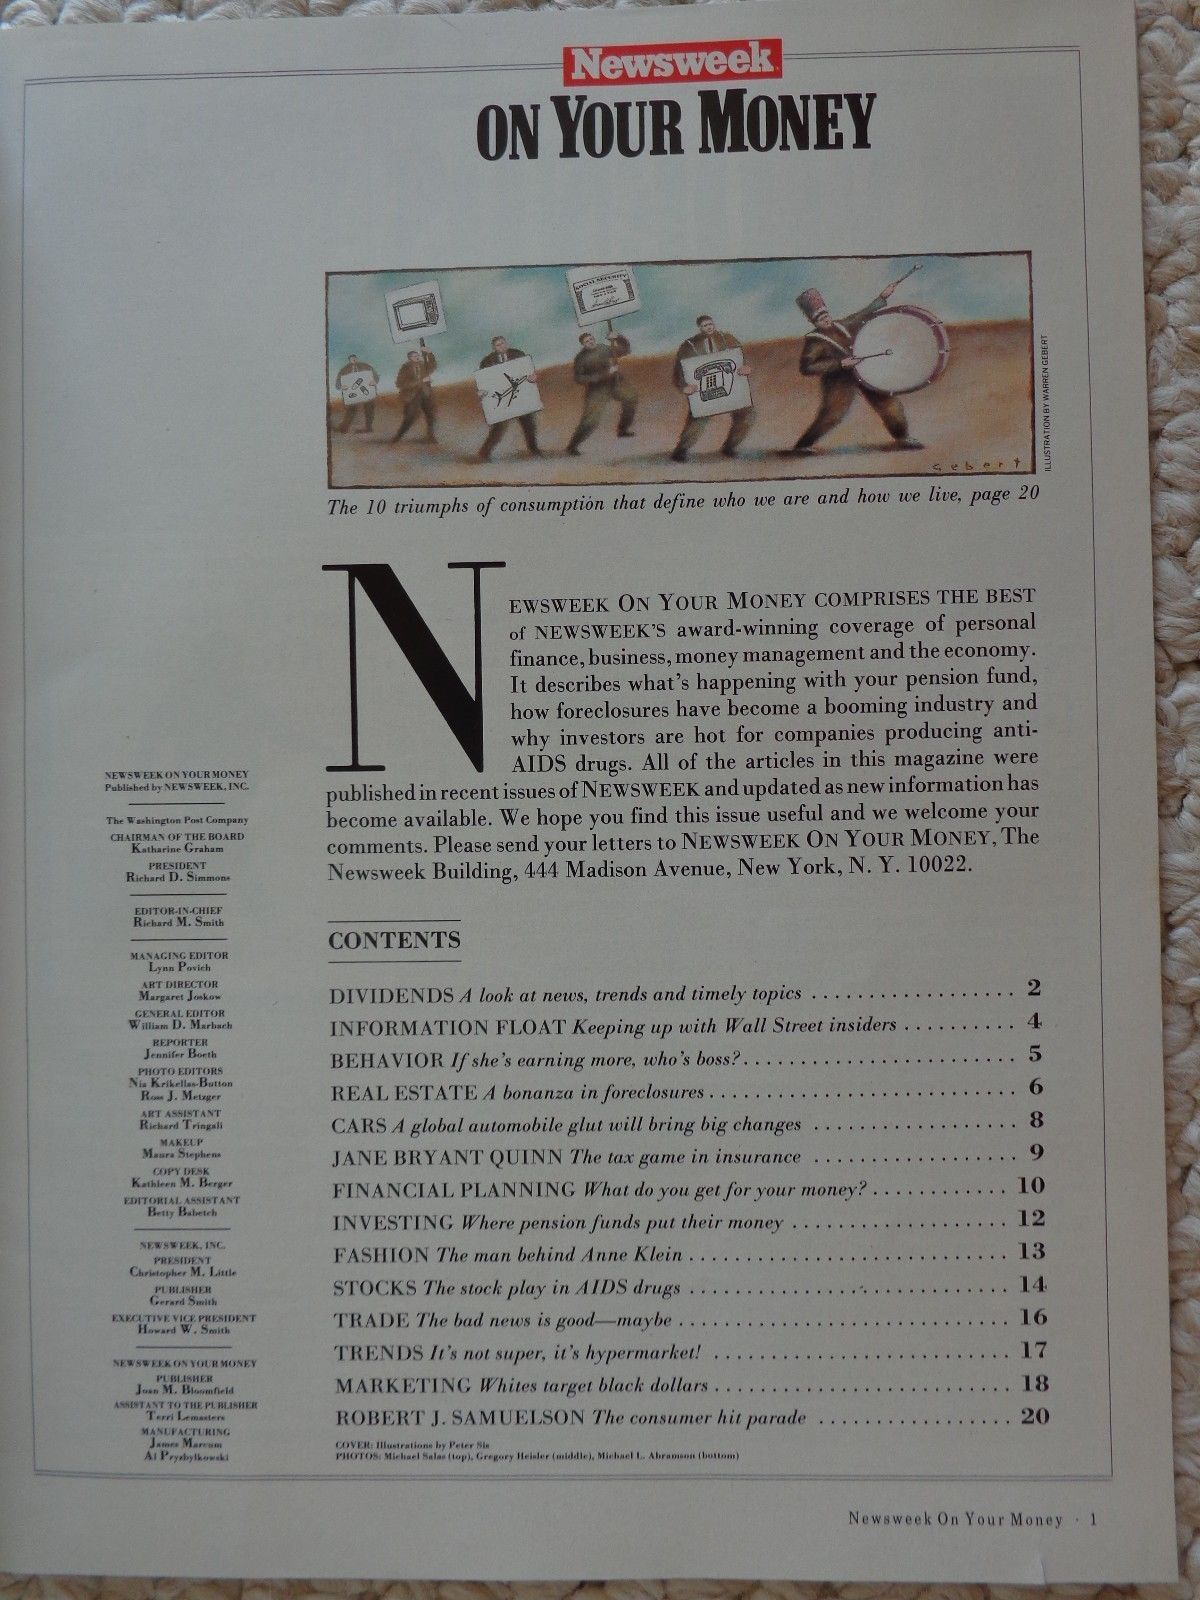 Newsweek
ON YOUR MONEY
SOCIAL SECURITY
gebert
ILLUSTRATION BY WARREN GEBERT
The 10 triumphs of consumption that define who we are and how we live, page 20
NEWSWEEK ON YOUR MONEY COMPRISES THE BEST
of NEWSWEEK'S award-winning coverage of personal
finance, business, money management and the economy.
It describes what's happening with your pension fund,
how foreclosures have become a booming industry and
why investors are hot for companies producing anti-
AIDS drugs. All of the articles in this magazine were
published in recent issues of NEWSWEEK and updated as new information has
become available. We hope you find this issue useful and we welcome your
comments. Please send your letters to NEWSWEEK ON YOUR MONEY, The
Newsweek Building, 444 Madison Avenue, New York, N. Y. 10022.
NEWSWEEK ON YOUR MONEY
Published by NEWSWEEK, INC.
The Washington Post Company
CHAIRMAN OF THE BOARD
Katharine Graham
PRESIDENT
Richard D. Simmons
EDITOR-IN-CHIEF
Richard M. Smith
MANAGING EDITOR
Lynn Povich
ART DIRECTOR
Margaret Joskow
GENERAL EDITOR
William D. Marbach
REPORTER
Jennifer Boeth
PHOTO EDITORS
Nia Krikellas-Button
Ross J. Metzger
ART ASSISTANT
Richard Tringali
MAKEUP
Maura Stephens
COPY DESK
Kathleen M. Berger
EDITORIAL ASSISTANT
Betty Babetch
NEWSWEEK, INC.
PRESIDENT
Christopher M. Little
PUBLISHER
Gerard Smith
EXECUTIVE VICE PRESIDENT
Howard W. Smith
NEWSWEEK ON YOUR MONEY
PUBLISHER
Joan M. Bloomfield
ASSISTANT TO THE PUBLISHER
Terri Lemasters
MANUFACTURING
James Marcum
Al Pryzbylkowski
CONTENTS
DIVIDENDS A look at news, trends and timely topics .................. 2
INFORMATION FLOAT Keeping up with Wall Street insiders .......... 4
BEHAVIOR If she's earning more, who's boss?........................ 5
REAL ESTATE A bonanza in foreclosures........................... 6
CARS A global automobile glut will bring big changes .................. 8
JANE BRYANT QUINN The tax game in insurance .................. 9
FINANCIAL PLANNING What do you get for your money?............ 10
INVESTING Where pension funds put their money ................... 12
FASHION The man behind Anne Klein............................. 13
STOCKS The stock play in AIDS drugs ............................. 14
TRADE The bad news is good—maybe .............................. 16
TRENDS It's not super, it's hypermarket! .......................... 17
MARKETING Whites target black dollars........................... 18
ROBERT J. SAMUELSON The consumer hit parade ................. 20
COVER: Illustrations by Peter Sis
PHOTOS: Michael Salas (top), Gregory Heisler (middle), Michael L. Abramson (bottom)
Newsweek On Your Money · 1